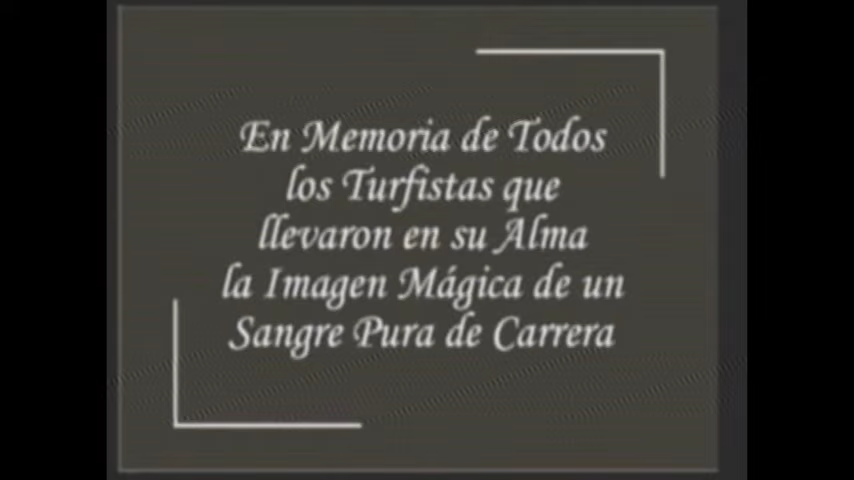 En Memoria de Todos
los Turfistas que
llevaron en su Alma
la Imagen Mágica de un
Sangre Pura de Carrera